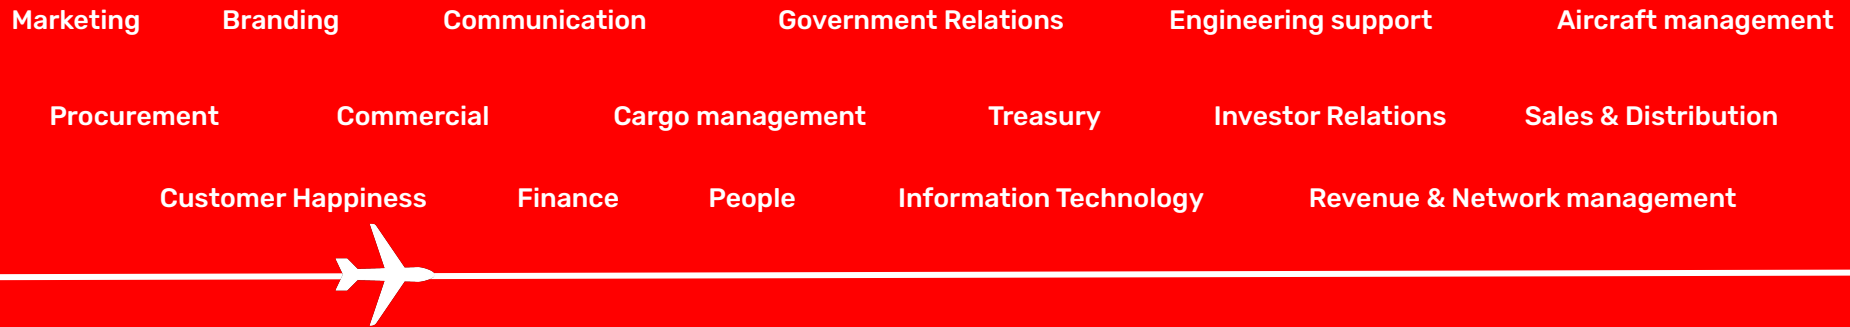 Marketing Branding Communication Government Relations Engineering support Aircraft management
Procurement Commercial Cargo management Treasury Investor Relations Sales & Distribution
Customer Happiness Finance People Information Technology Revenue & Network management